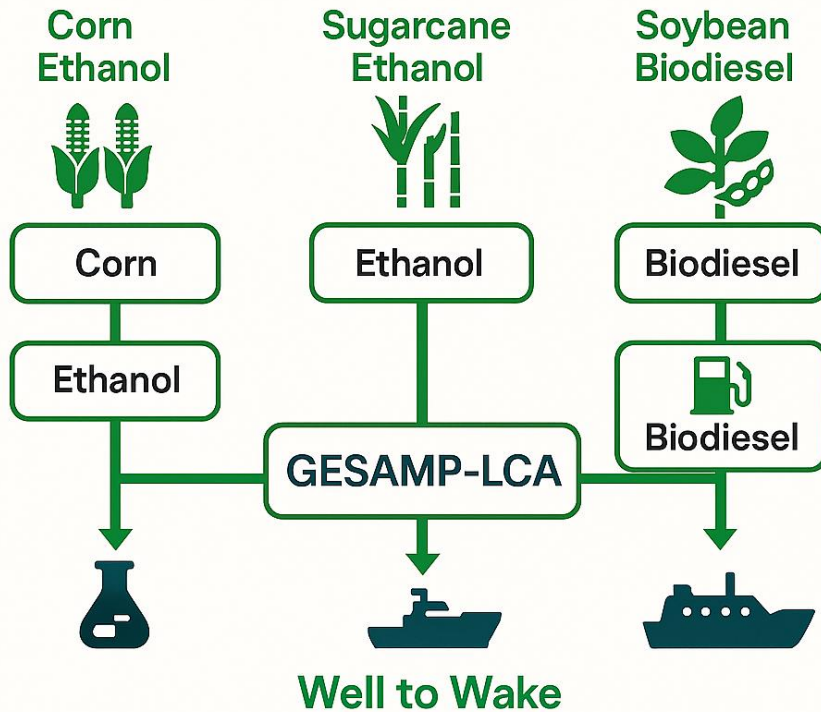 Corn
Ethanol
Sugarcane
Ethanol
Soybean
Biodiesel
Corn
Ethanol
Biodiesel
Ethanol
Biodiesel
GESAMP-LCA
Well to Wake